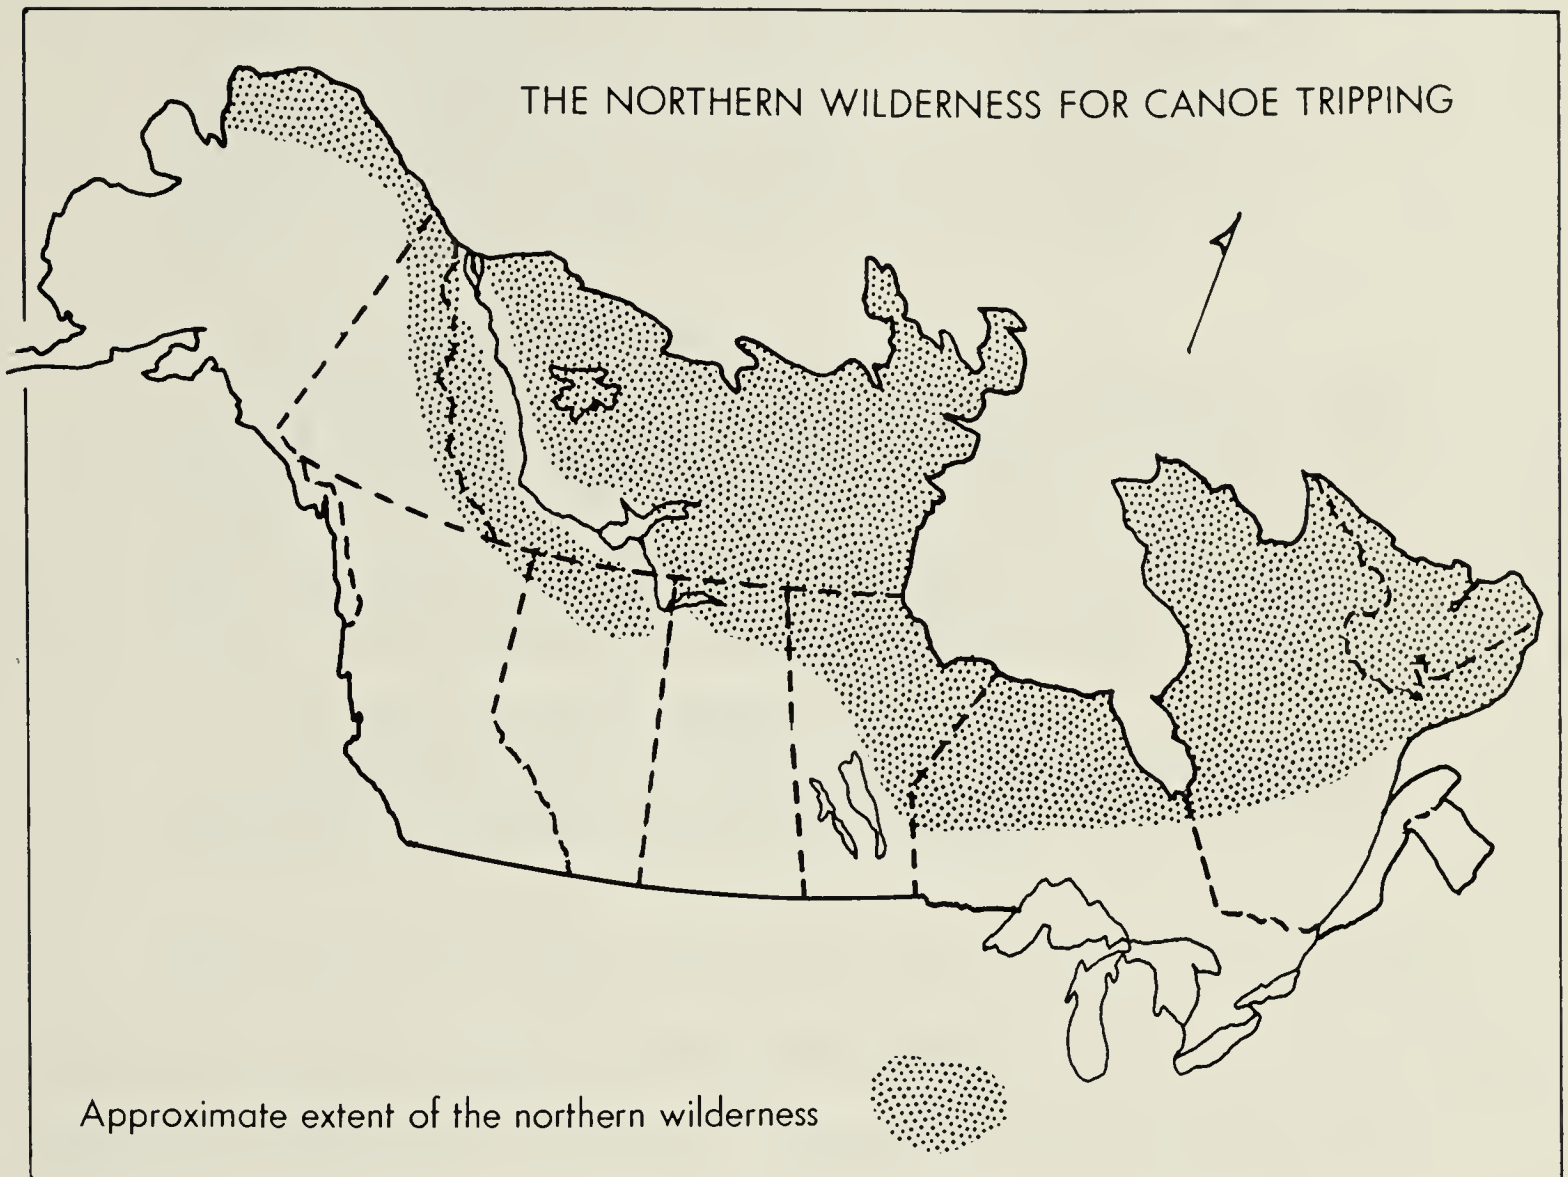 THE NORTHERN WILDERNESS FOR CANOE TRIPPING
Approximate extent of the northern wilderness